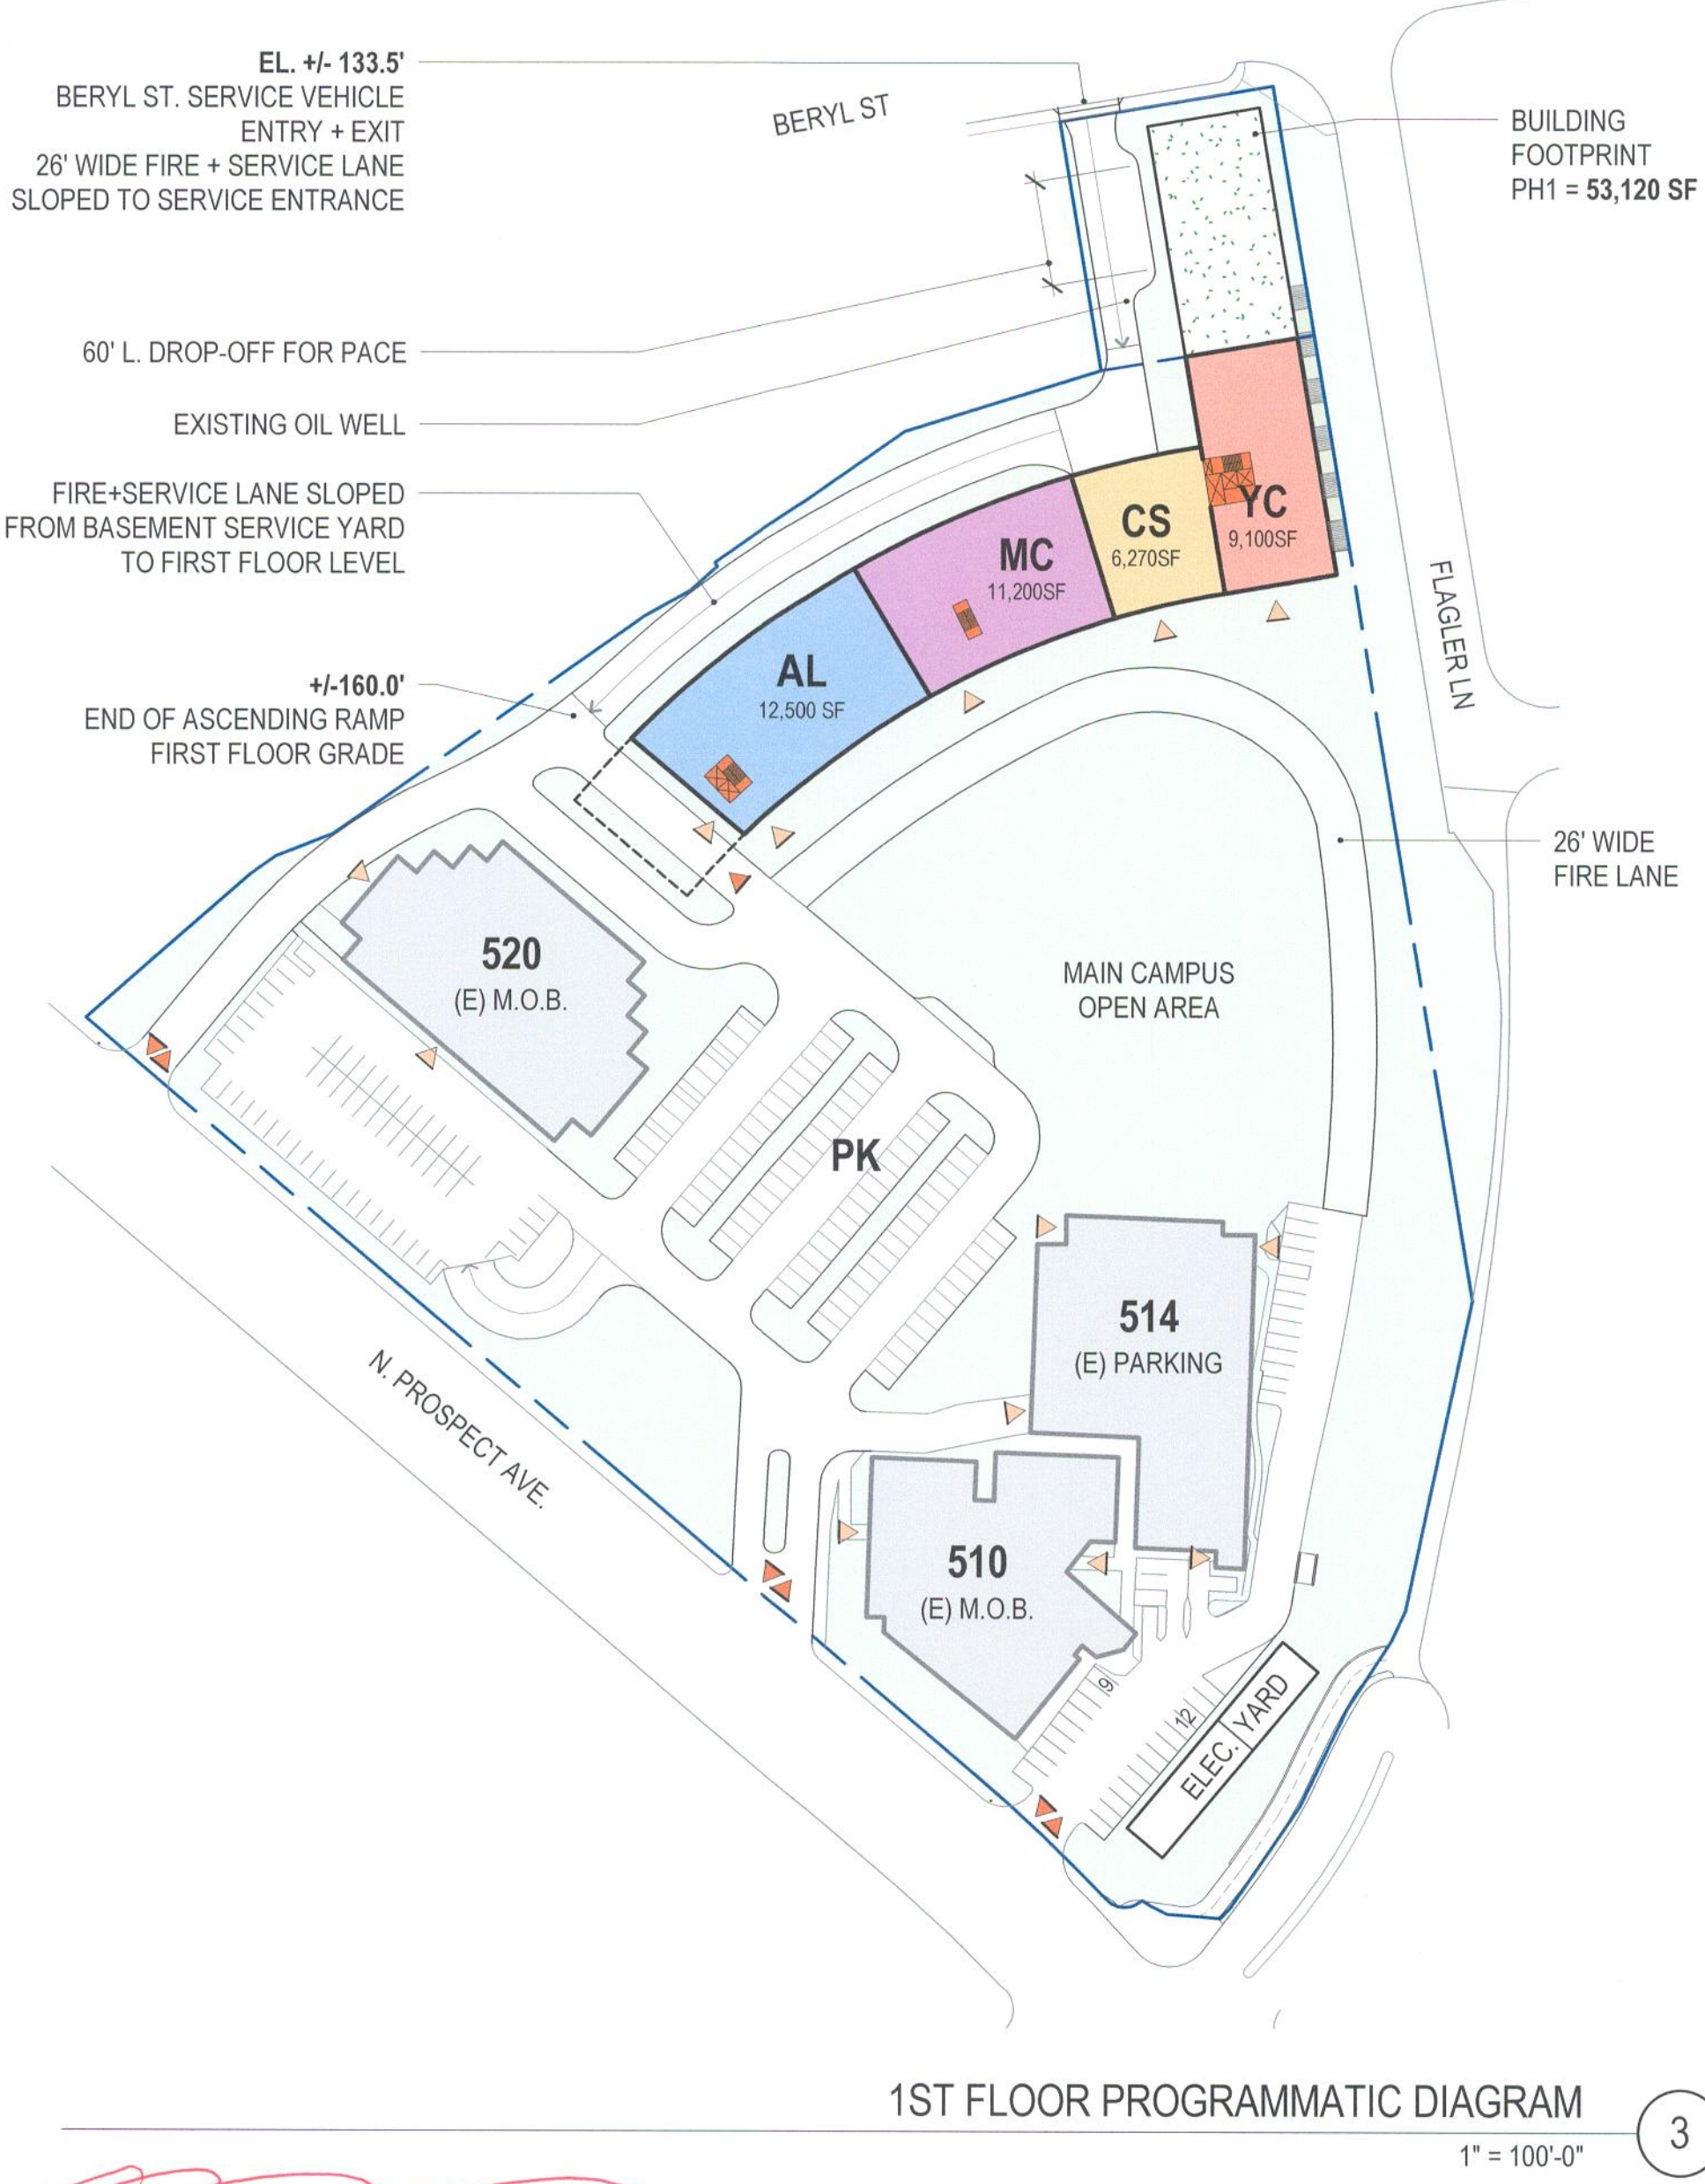 EL. +/- 133.5'
BERYL ST. SERVICE VEHICLE
ENTRY + EXIT
26' WIDE FIRE + SERVICE LANE
SLOPED TO SERVICE ENTRANCE
BERYL ST
BUILDING
FOOTPRINT
PH1 = 53,120 SF
60' L. DROP-OFF FOR PACE
EXISTING OIL WELL
FIRE+SERVICE LANE SLOPED
FROM BASEMENT SERVICE YARD
TO FIRST FLOOR LEVEL
YC
9,100SF
CS
6,270SF
MC
11,200SF
AL
12,500 SF
FLAGLER LN
+/-160.0'
END OF ASCENDING RAMP
FIRST FLOOR GRADE
26' WIDE
FIRE LANE
520
(E) M.O.B.
MAIN CAMPUS
OPEN AREA
PK
514
(E) PARKING
N. PROSPECT AVE.
510
(E) M.O.B.
9
12
ELEC. YARD
1ST FLOOR PROGRAMMATIC DIAGRAM
3
1" = 100'-0"